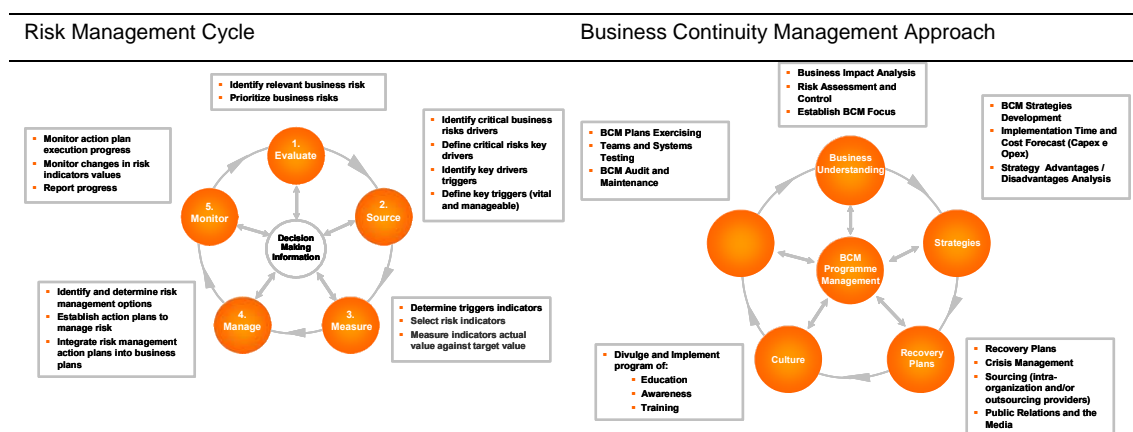 Risk Management Cycle
Business Continuity Management Approach
Identify relevant business risk
Prioritize business risks
Monitor action plan
execution progress
Monitor changes in risk
indicators values
Report progress
Identify critical business
risks drivers
Define critical risks key
drivers
Identify key drivers
triggers
Define key triggers (vital
and manageable)
1.
Evaluate
2.
Source
3.
Measure
4.
Manage
5.
Monitor
Decision
Making
Information
Identify and determine risk
management options
Establish action plans to
manage risk
Integrate risk management
action plans into business
plans
Determine triggers indicators
Select risk indicators
Measure indicators actual
value against target value
Business Impact Analysis
Risk Assessment and
Control
Establish BCM Focus
BCM Plans Exercising
Teams and Systems
Testing
BCM Audit and
Maintenance
BCM Strategies
Development
Implementation Time and
Cost Forecast (Capex e
Opex)
Strategy Advantages /
Disadvantages Analysis
Business
Understanding
Strategies
BCM
Programme
Management
Culture
Recovery
Plans
Divulge and Implement
program of:
Education
Awareness
Training
Recovery Plans
Crisis Management
Sourcing (intra-
organization and/or
outsourcing providers)
Public Relations and the
Media